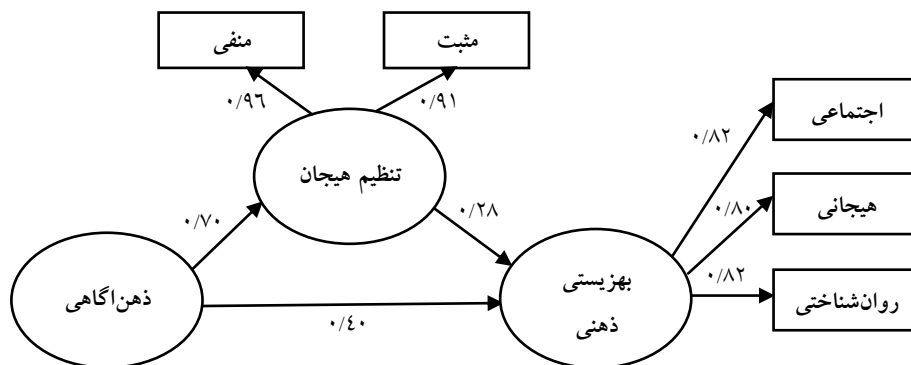 منفی
مثبت
۰/۹٦
۰/۹۱
اجتماعی
۰/۸۲
تنظیم هیجان
هیجانی
۰/۸۰
۰/۷۰
۰/۲۸
۰/۸۲
روان‌شناختی
بهزیستی
ذهنی
ذهن‌اگاهی
۰/٤۰